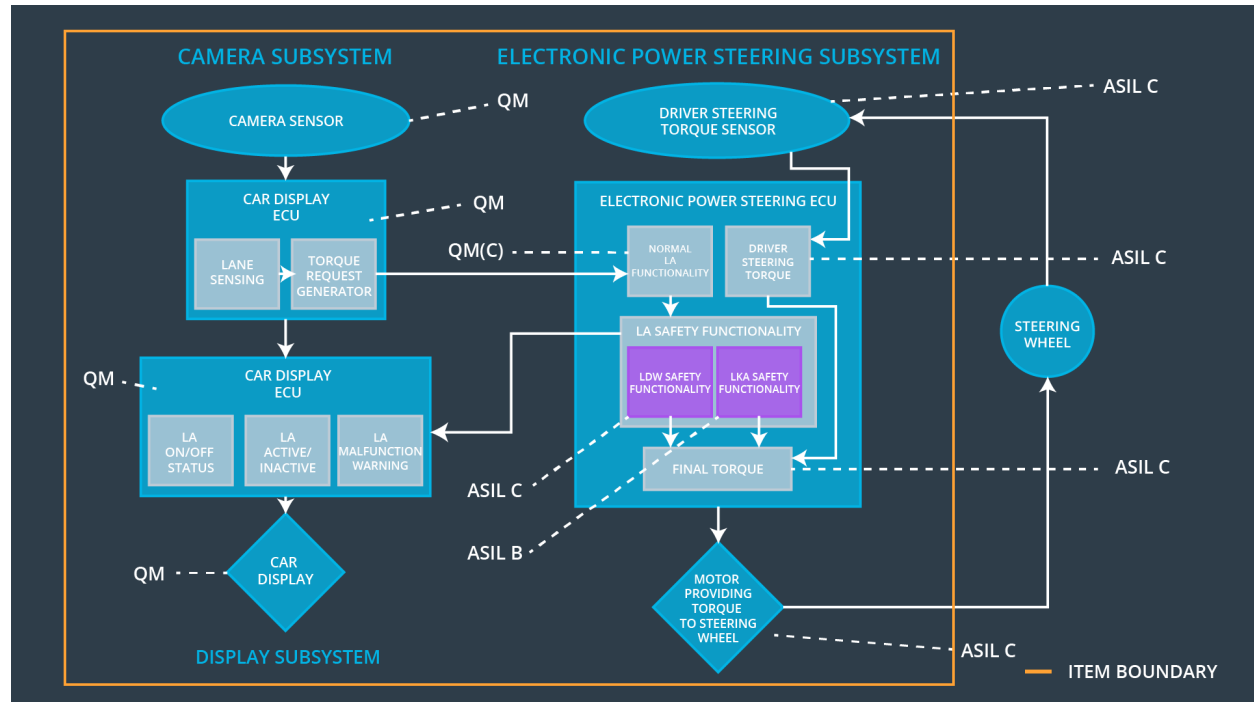 CAMERA SUBSYSTEM
ELECTRONIC POWER STEERING SUBSYSTEM
CAMERA SENSOR
QM
DRIVER STEERING
TORQUE SENSOR
ASIL C
CAR DISPLAY
ECU
QM
LANE
SENSING
TORQUE
REQUEST
GENERATOR
ELECTRONIC POWER STEERING ECU
QM(C)
NORMAL
LA
FUNCTIONALITY
DRIVER
STEERING
TORQUE
ASIL C
LA SAFETY FUNCTIONALITY
LDW SAFETY
FUNCTIONALITY
LKA SAFETY
FUNCTIONALITY
STEERING
WHEEL
QM
CAR DISPLAY
ECU
LA
ON/OFF
STATUS
LA
ACTIVE/
INACTIVE
LA
MALFUNCTION
WARNING
FINAL TORQUE
ASIL C
ASIL C
ASIL B
QM
CAR
DISPLAY
MOTOR
PROVIDING
TORQUE
TO STEERING
WHEEL
ASIL C
DISPLAY SUBSYSTEM
ITEM BOUNDARY